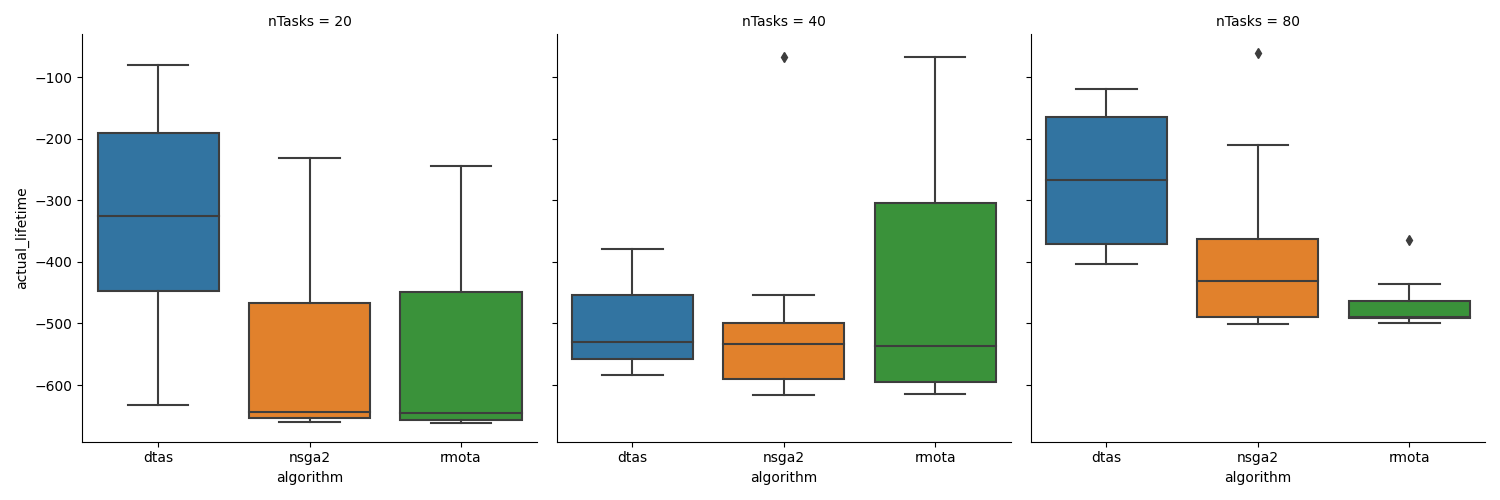 nTasks = 20
nTasks = 40
nTasks = 80
actual_lifetime
−100
−200
−300
−400
−500
−600
dtas
nsga2
rmota
algorithm
dtas
nsga2
rmota
algorithm
dtas
nsga2
rmota
algorithm